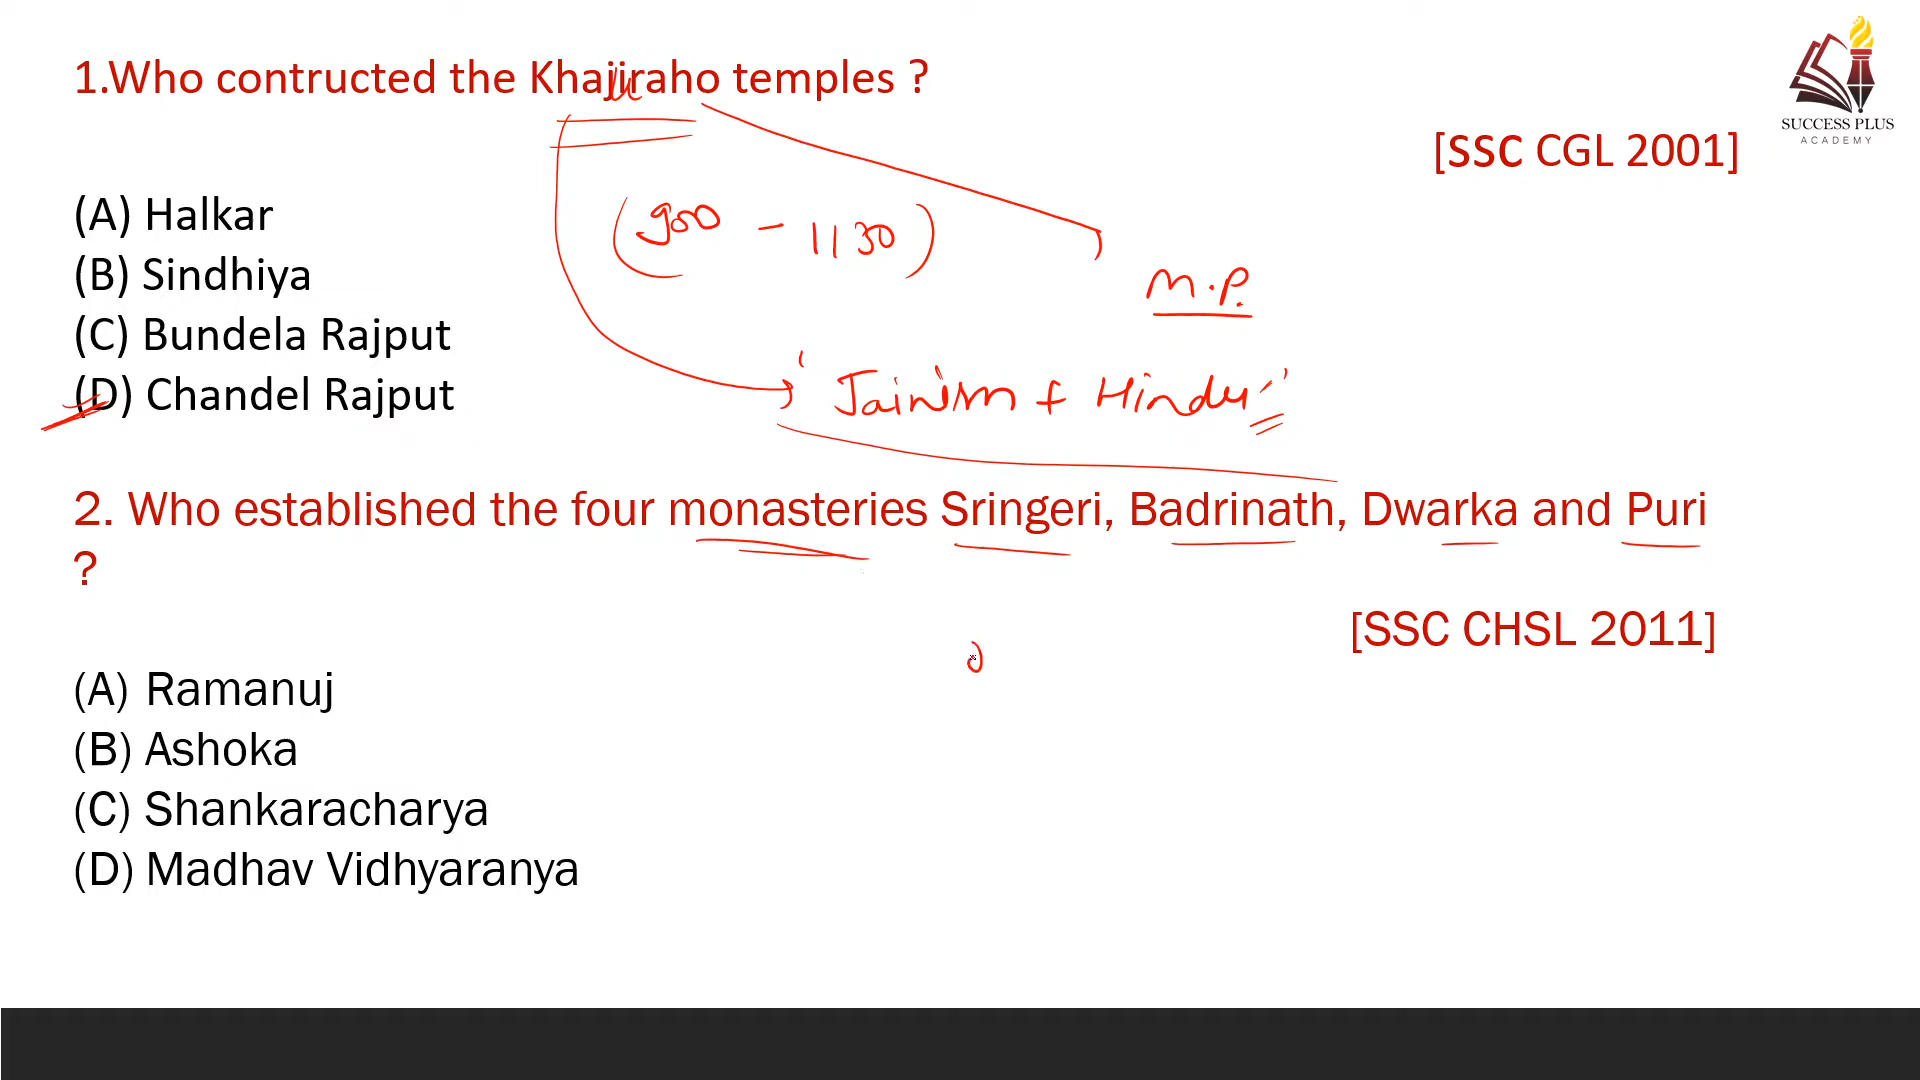 1.Who contructed the Khajiraho temples ?
u
SUCCESS PLUS
ACADEMY
[SSC CGL 2001]
(A) Halkar
(900 - 1130)
(B) Sindhiya
M.P.
(C) Bundela Rajput
(D) Chandel Rajput
' Jainism + Hindu '
2. Who established the four monasteries Sringeri, Badrinath, Dwarka and Puri
?
[SSC CHSL 2011]
(A) Ramanuj
(B) Ashoka
(C) Shankaracharya
(D) Madhav Vidhyaranya